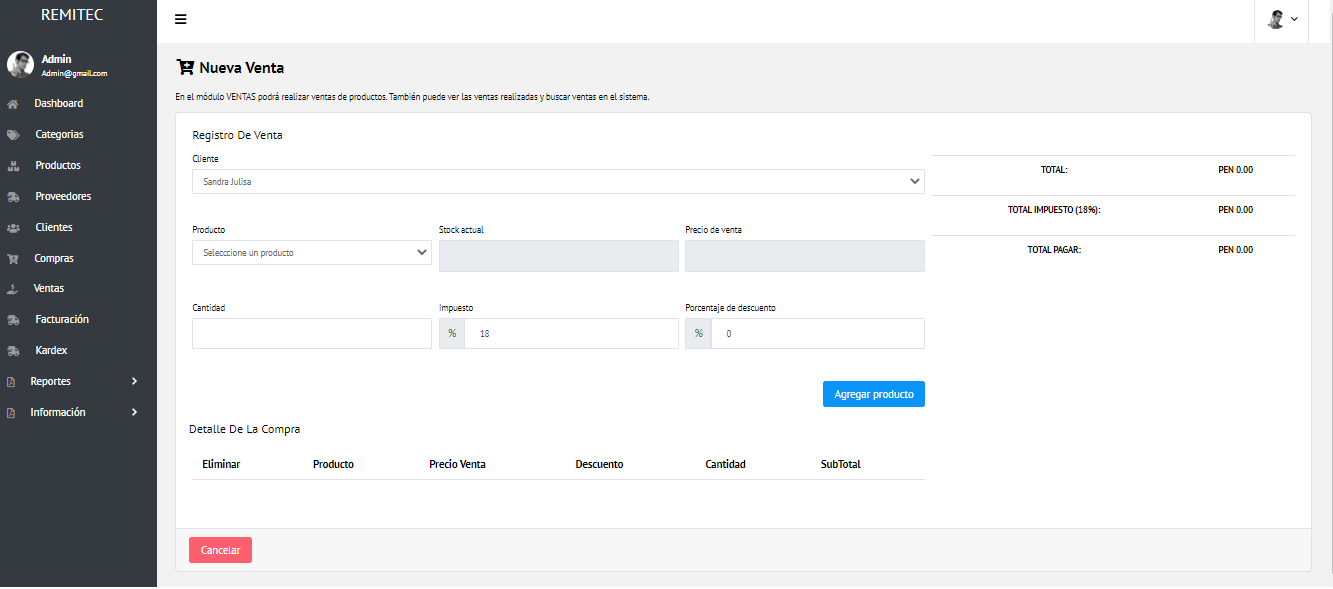 REMITEC
Admin
Admin@gmail.com
Dashboard
Categorias
Productos
Proveedores
Clientes
Compras
Ventas
Facturación
Kardex
Reportes
Información
Nueva Venta
En el módulo VENTAS podrá realizar ventas de productos. También puede ver las ventas realizadas y buscar ventas en el sistema.
Registro De Venta
Cliente
Sandra Julisa
Producto Stock actual Precio de venta
Selecccione un producto
Cantidad Impuesto Porcentaje de descuento
% 18 % 0
Agregar producto
TOTAL: PEN 0.00
TOTAL IMPUESTO (18%): PEN 0.00
TOTAL PAGAR: PEN 0.00
Detalle De La Compra
Eliminar Producto Precio Venta Descuento Cantidad SubTotal
Cancelar